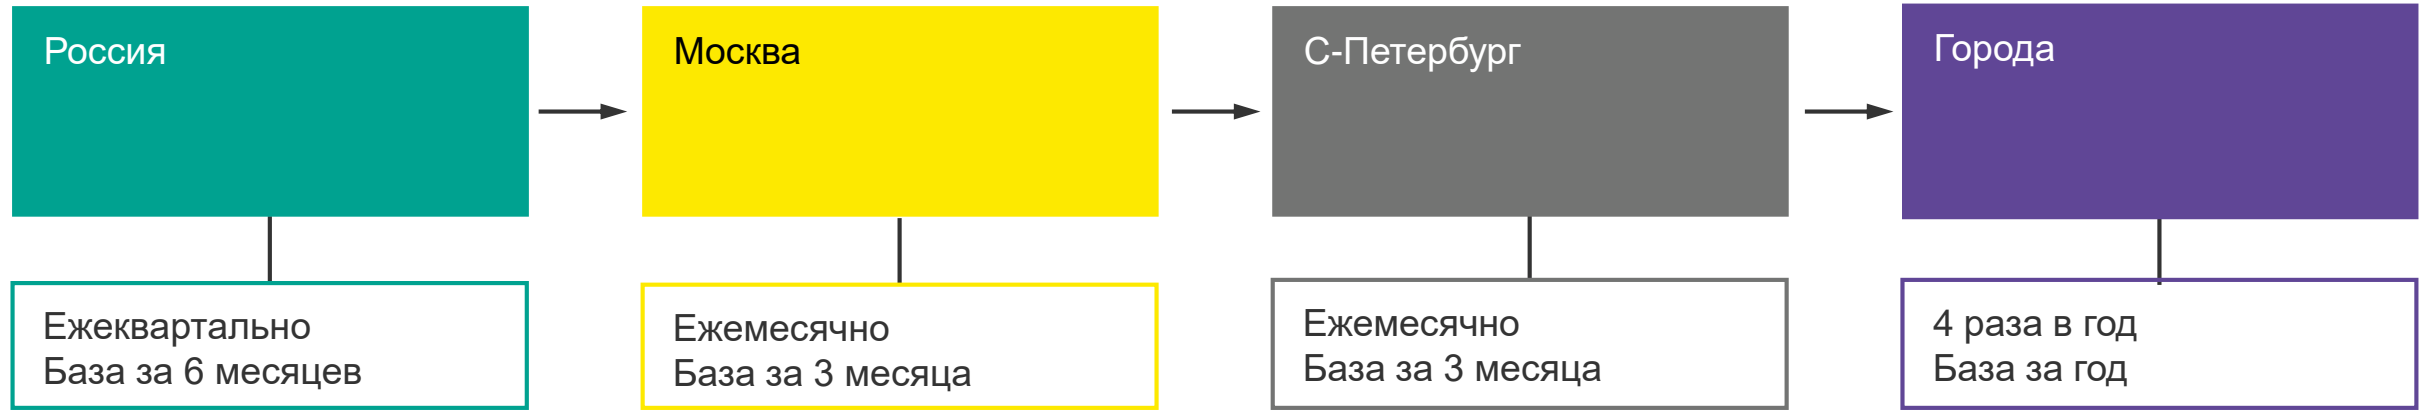 Россия
Москва
С-Петербург
Города
Ежеквартально
База за 6 месяцев
Ежемесячно
База за 3 месяца
Ежемесячно
База за 3 месяца
4 раза в год
База за год